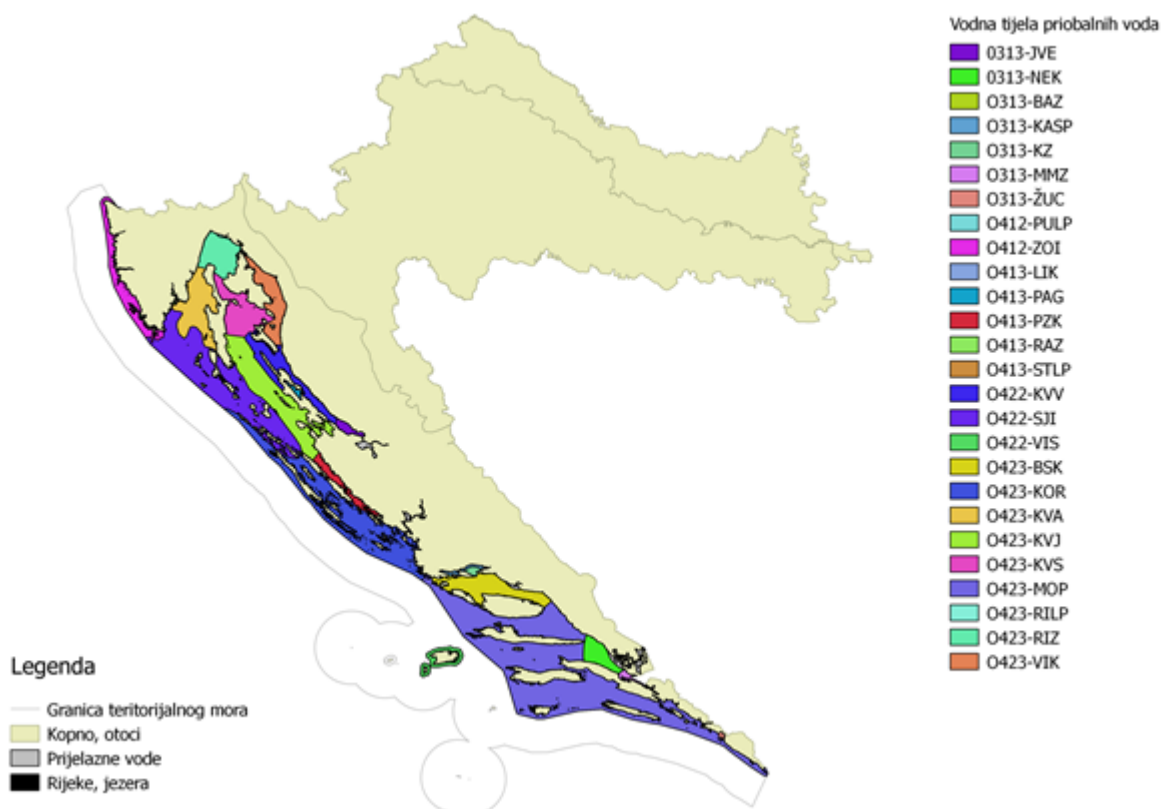 Vodna tijela priobalnih voda
0313-JVE
0313-NEK
O313-BAZ
O313-KASP
O313-KZ
O313-MMZ
O313-ŽUC
O412-PULP
O412-ZOI
O413-LIK
O413-PAG
O413-PZK
O413-RAZ
O413-STLP
O422-KVV
O422-SJI
O422-VIS
O423-BSK
O423-KOR
O423-KVA
O423-KVJ
O423-KVS
O423-MOP
O423-RILP
O423-RIZ
O423-VIK
Legenda
Granica teritorijalnog mora
Kopno, otoci
Prijelazne vode
Rijeke, jezera